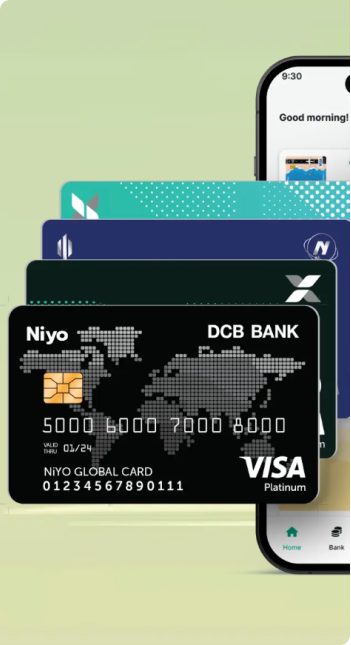 9:30
Good morning!
N
Niyo
DCB BANK
5000 6000 7000 8000
VALID THRU 01/24
NiYO GLOBAL CARD
01234567890111
VISA
Platinum
m
Home
Bank